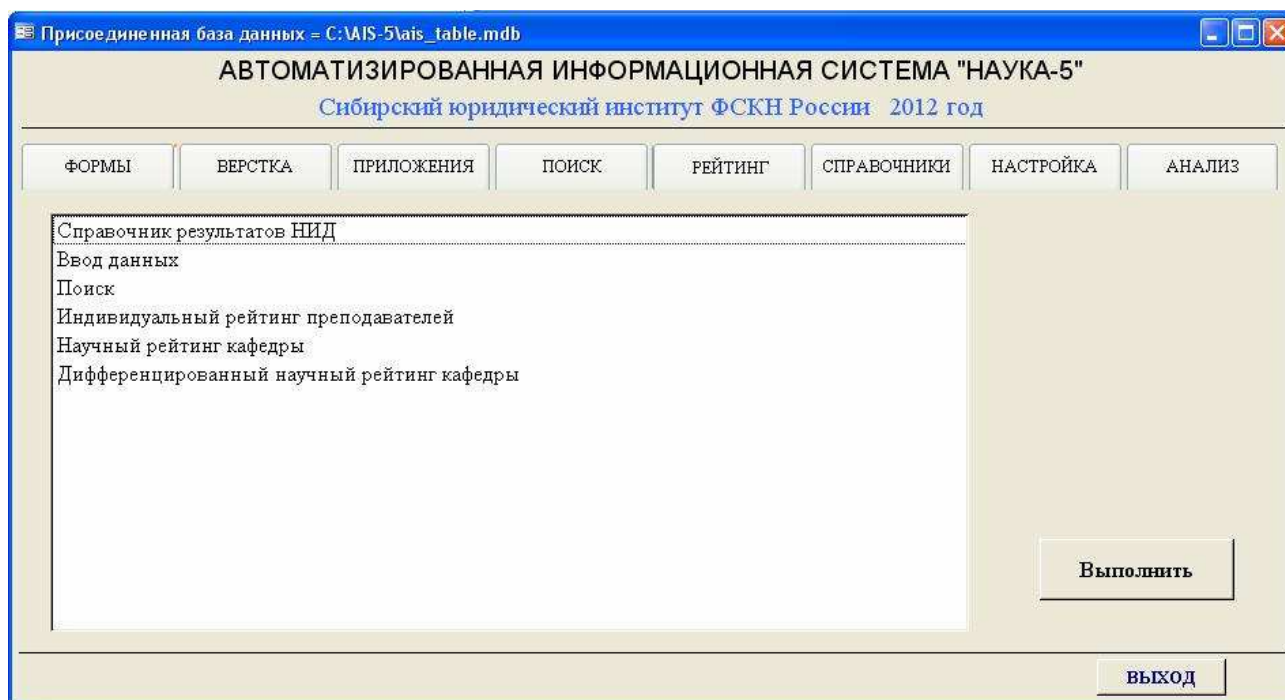 Присоединенная база данных = C:\AIS-5\ais_table.mdb
АВТОМАТИЗИРОВАННАЯ ИНФОРМАЦИОННАЯ СИСТЕМА "НАУКА-5"
Сибирский юридический институт ФСКН России 2012 год
ФОРМЫ ВЕРСТКА ПРИЛОЖЕНИЯ ПОИСК РЕЙТИНГ СПРАВОЧНИКИ НАСТРОЙКА АНАЛИЗ
Справочник результатов НИД
Ввод данных
Поиск
Индивидуальный рейтинг преподавателей
Научный рейтинг кафедры
Дифференцированный научный рейтинг кафедры
Выполнить
ВЫХОД